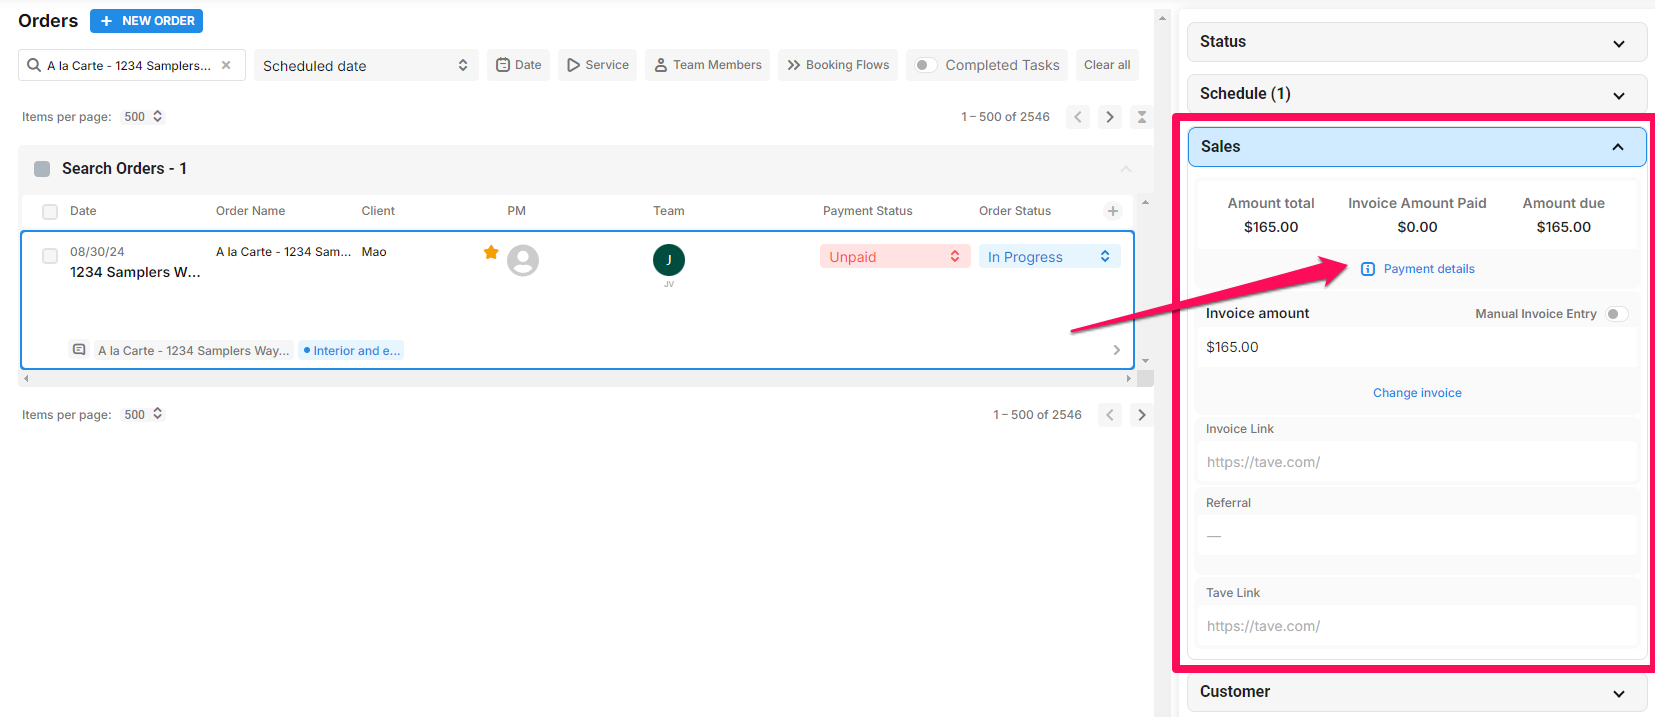 Orders
+ NEW ORDER
A la Carte - 1234 Samplers...
Scheduled date
Date
Service
Team Members
Booking Flows
Completed Tasks
Clear all
Items per page: 500
1 – 500 of 2546
Search Orders - 1
Date
Order Name
Client
PM
Team
Payment Status
Order Status
08/30/24
1234 Samplers W...
A la Carte - 1234 Sam...
Mao
J
JV
Unpaid
In Progress
A la Carte - 1234 Samplers Way...
Interior and e...
Items per page: 500
1 – 500 of 2546
Status
Schedule (1)
Sales
Amount total
$165.00
Invoice Amount Paid
$0.00
Amount due
$165.00
Payment details
Invoice amount
Manual Invoice Entry
$165.00
Change invoice
Invoice Link
https://tave.com/
Referral
—
Tave Link
https://tave.com/
Customer